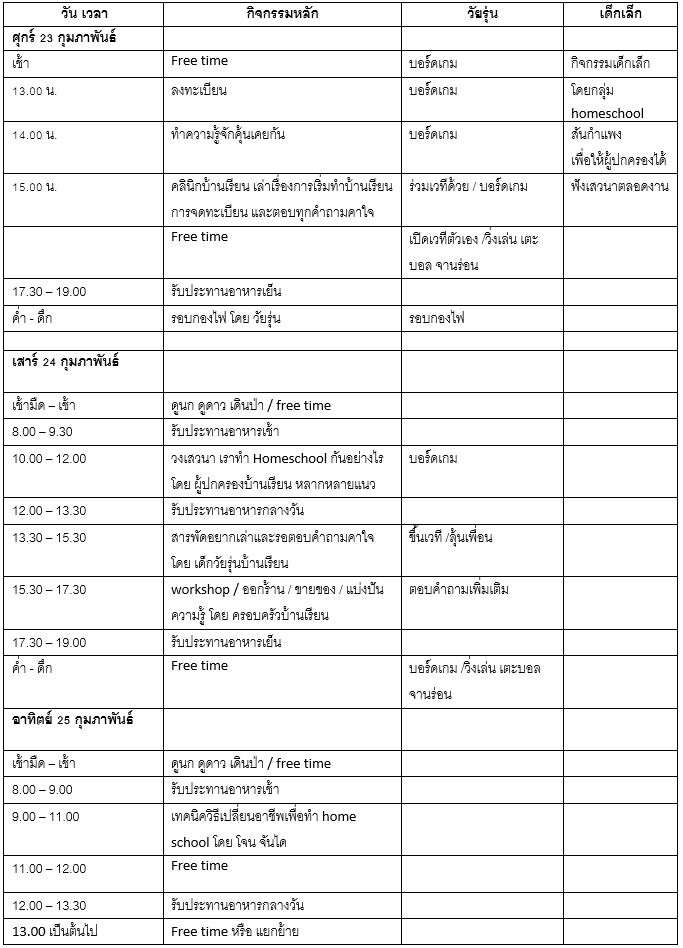 วัน เวลา กิจกรรมหลัก วัยรุ่น เด็กเล็ก
ศุกร์ 23 กุมภาพันธ์
เช้า Free time บอร์ดเกม กิจกรรมเด็กเล็ก
13.00 น. ลงทะเบียน บอร์ดเกม โดยกลุ่ม
homeschool
14.00 น. ทำความรู้จักคุ้นเคยกัน บอร์ดเกม สันกำแพง
เพื่อให้ผู้ปกครองได้
15.00 น. คลินิกบ้านเรียน เล่าเรื่องการเริ่มทำบ้านเรียน ร่วมเวทีด้วย / บอร์ดเกม ฟังเสวนาตลอดงาน
การจดทะเบียน และตอบทุกคำถามคาใจ
Free time เปิดเวทีตัวเอง /วิ่งเล่น เตะ
บอล จานร่อน
17.30 – 19.00 รับประทานอาหารเย็น
ค่ำ - ดึก รอบกองไฟ โดย วัยรุ่น รอบกองไฟ
เสาร์ 24 กุมภาพันธ์
เช้ามืด – เช้า ดูนก ดูดาว เดินป่า / free time
8.00 – 9.30 รับประทานอาหารเช้า
10.00 – 12.00 วงเสวนา เราทำ Homeschool กันอย่างไร บอร์ดเกม
โดย ผู้ปกครองบ้านเรียน หลากหลายแนว
12.00 – 13.30 รับประทานอาหารกลางวัน
13.30 – 15.30 สารพัดอยากเล่าและรอตอบคำถามคาใจ ขึ้นเวที /ลุ้นเพื่อน
โดย เด็กวัยรุ่นบ้านเรียน
15.30 – 17.30 workshop / ออกร้าน / ขายของ / แบ่งปัน ตอบคำถามเพิ่มเติม
ความรู้ โดย ครอบครัวบ้านเรียน
17.30 – 19.00 รับประทานอาหารเย็น
ค่ำ - ดึก Free time บอร์ดเกม /วิ่งเล่น เตะบอล
จานร่อน
อาทิตย์ 25 กุมภาพันธ์
เช้ามืด – เช้า ดูนก ดูดาว เดินป่า / free time
8.00 – 9.00 รับประทานอาหารเช้า
9.00 – 11.00 เทคนิควิธีเปลี่ยนอาชีพเพื่อทำ home
school โดย โจน จันได
11.00 – 12.00 Free time
12.00 – 13.30 รับประทานอาหารกลางวัน
13.00 เป็นต้นไป Free time หรือ แยกย้าย